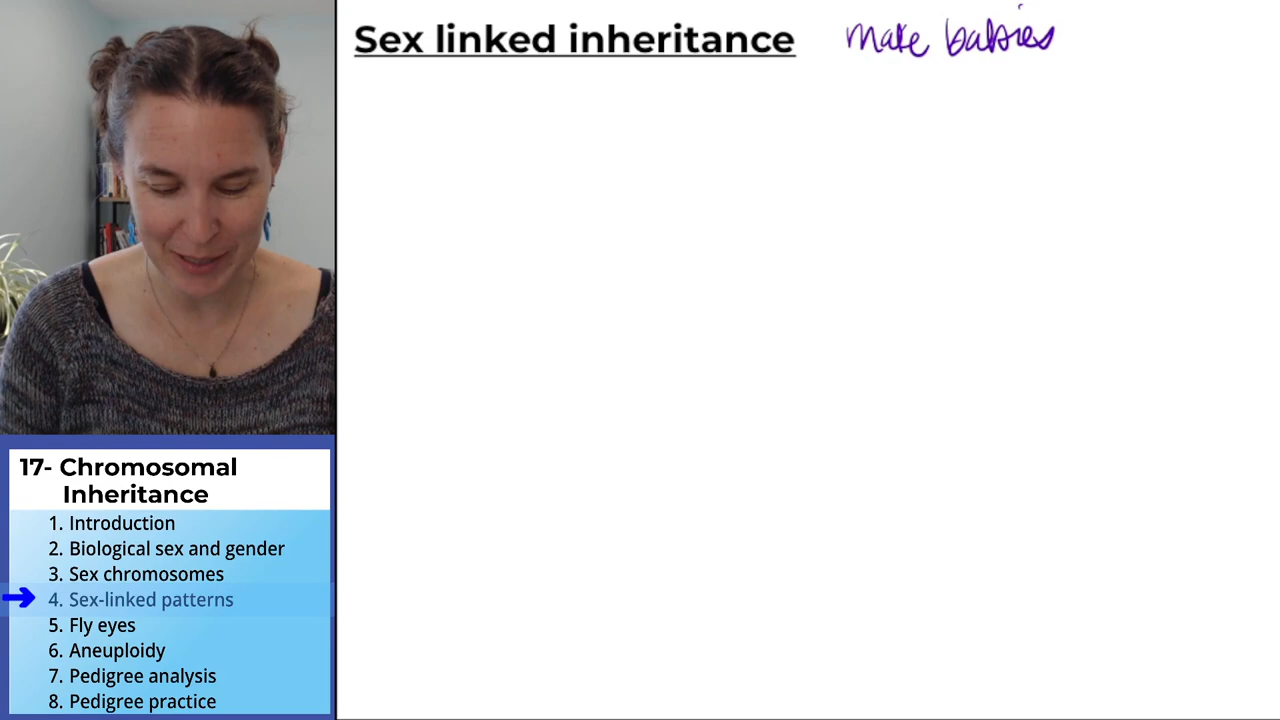 Sex linked inheritance make babies
17- Chromosomal
Inheritance
1. Introduction
2. Biological sex and gender
3. Sex chromosomes
4. Sex-linked patterns
5. Fly eyes
6. Aneuploidy
7. Pedigree analysis
8. Pedigree practice